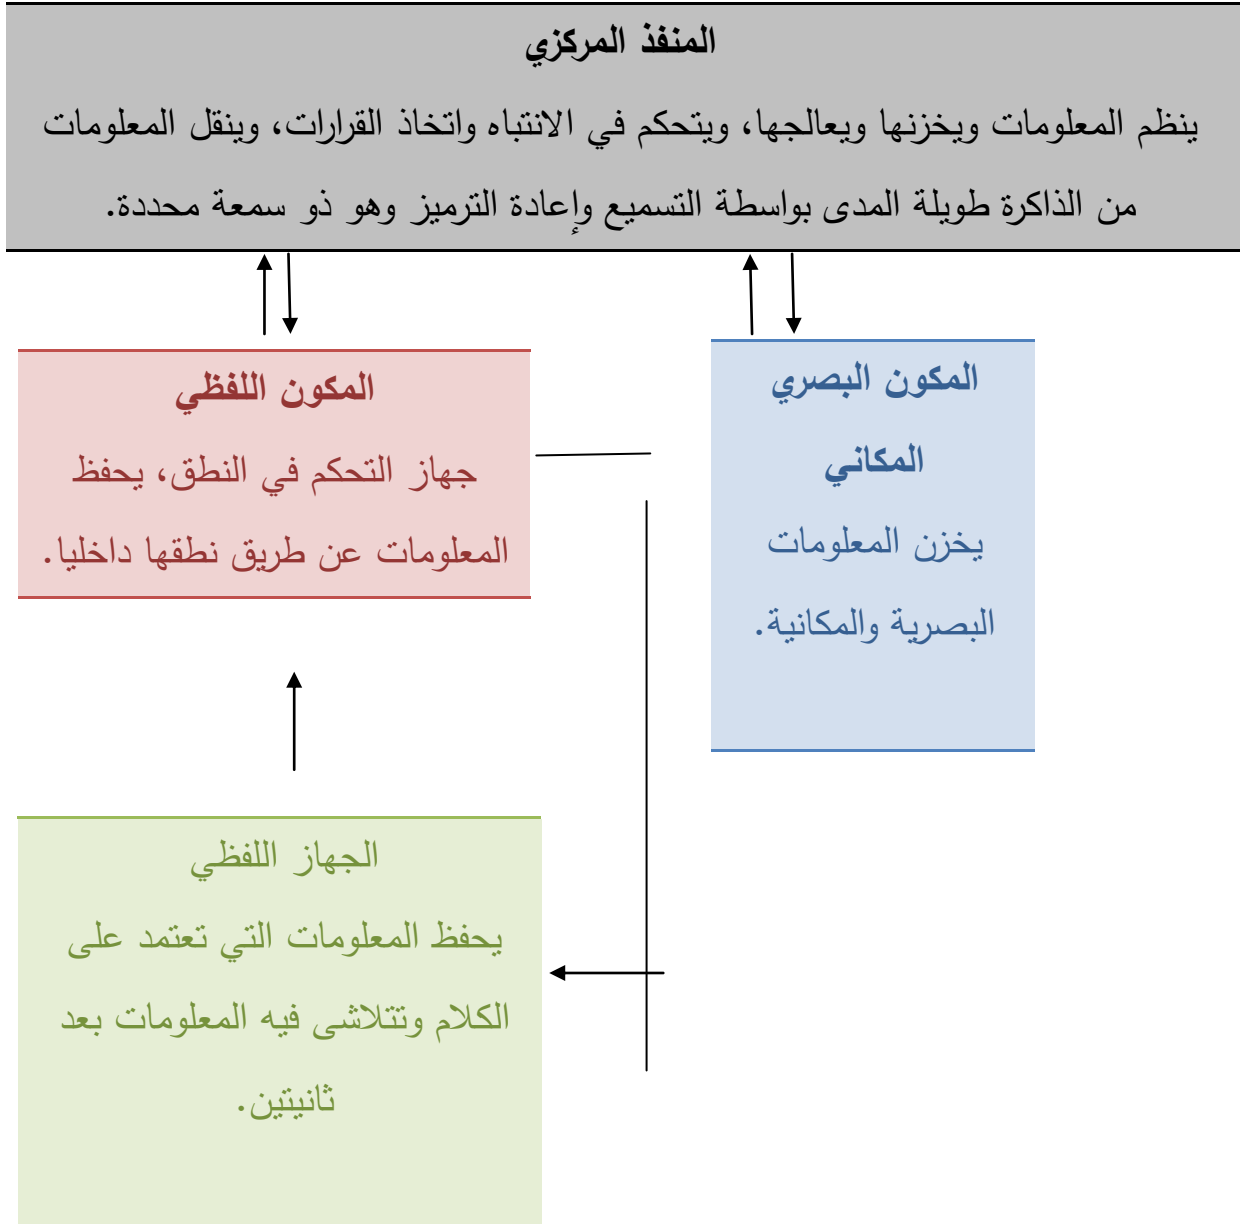 المنفذ المركزي
ينظم المعلومات ويخزنها ويعالجها، ويتحكم في الانتباه واتخاذ القرارات، وينقل المعلومات
من الذاكرة طويلة المدى بواسطة التسميع وإعادة الترميز وهو ذو سمعة محددة.
المكون البصري
المكاني
يخزن المعلومات
البصرية والمكانية.
المكون اللفظي
جهاز التحكم في النطق، يحفظ
المعلومات عن طريق نطقها داخليا.
الجهاز اللفظي
يحفظ المعلومات التي تعتمد على
الكلام وتتلاشى فيه المعلومات بعد
ثانيتين.